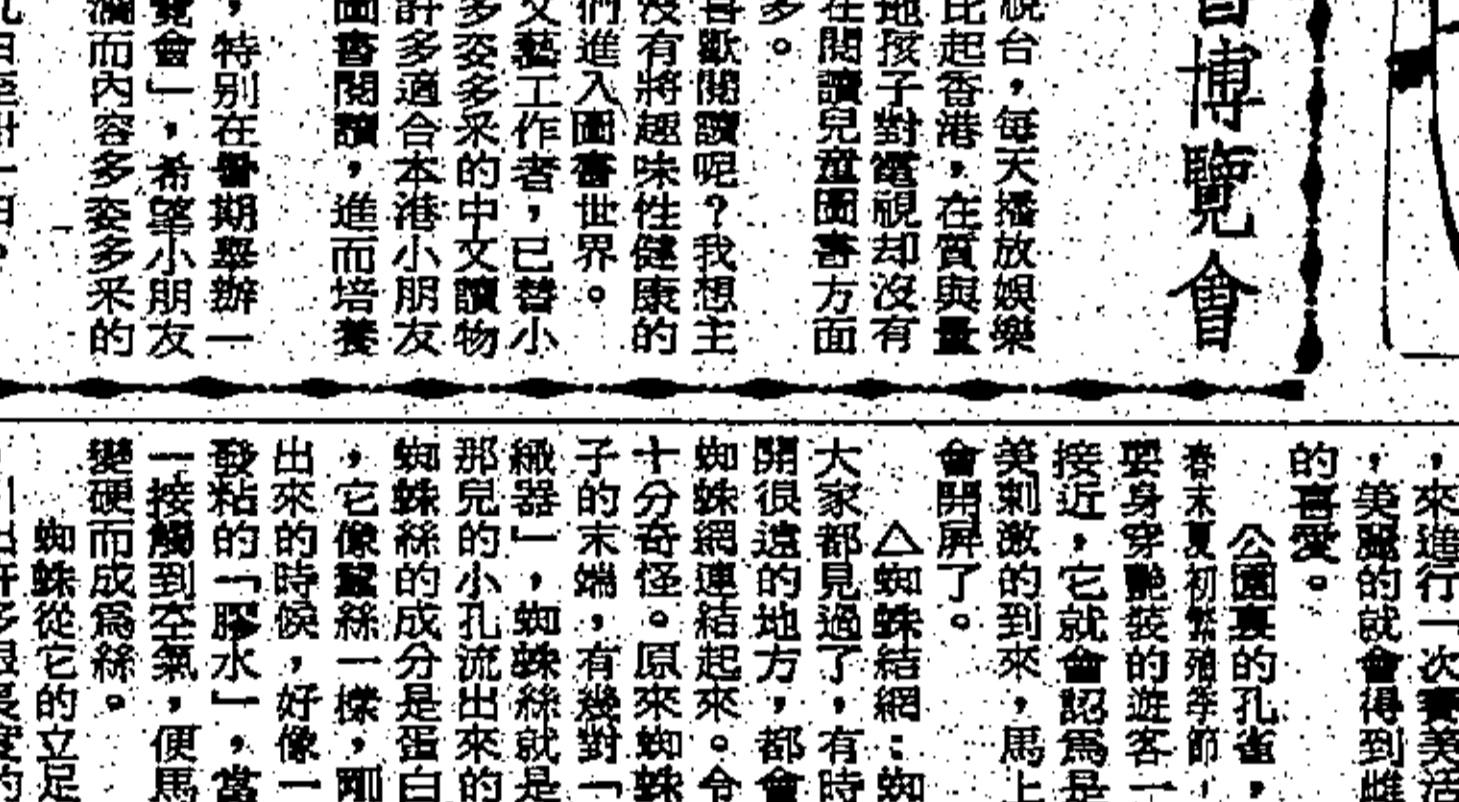 書博覽會
視台，每天播放娛樂
比起香港，在質與量
地孩子對電視却沒有
在閱讀兒童圖書方面
多。
喜歡閱讀呢？我想主
沒有將趣味性健康的
們進入圖書世界。
文藝工作者，已替小
多姿多采的中文讀物
許多適合本港小朋友
圖書閱讀，進而培養
，特别在暑期舉辦一
覽會」，希望小朋友
滿而內容多姿多采的
，來進行一次賽美活
，美麗的就會得到雌
的喜愛。
公園裏的孔雀，
春末夏初繁殖季節，
要身穿艷裝的遊客一
接近，它就會認爲是
美刺激的到來，馬上
會開屏了。
△蜘蛛結網：蜘
大家都見過了，有時
開很遠的地方，都會
蜘蛛網連結起來。令
十分奇怪。原來蜘蛛
子的末端，有幾對「
織器」，蜘蛛絲就是
那兒的小孔流出來的
蜘蛛絲的成分是蛋白
，它像蠶絲一樣，剛
出來的時候，好像一
發粘的「膠水」，當
一接觸到空氣，便馬
變硬而成爲絲。
蜘蛛從它的立足